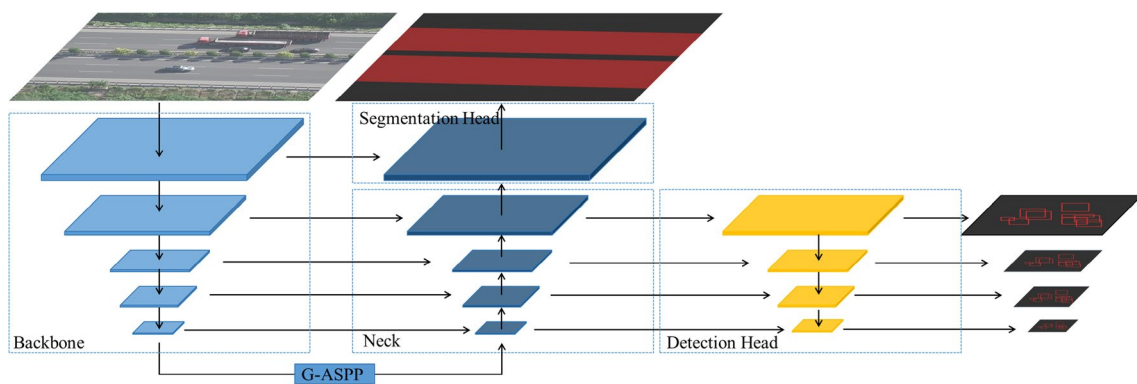 Segmentation Head
Backbone
Neck
Detection Head
G-ASPP